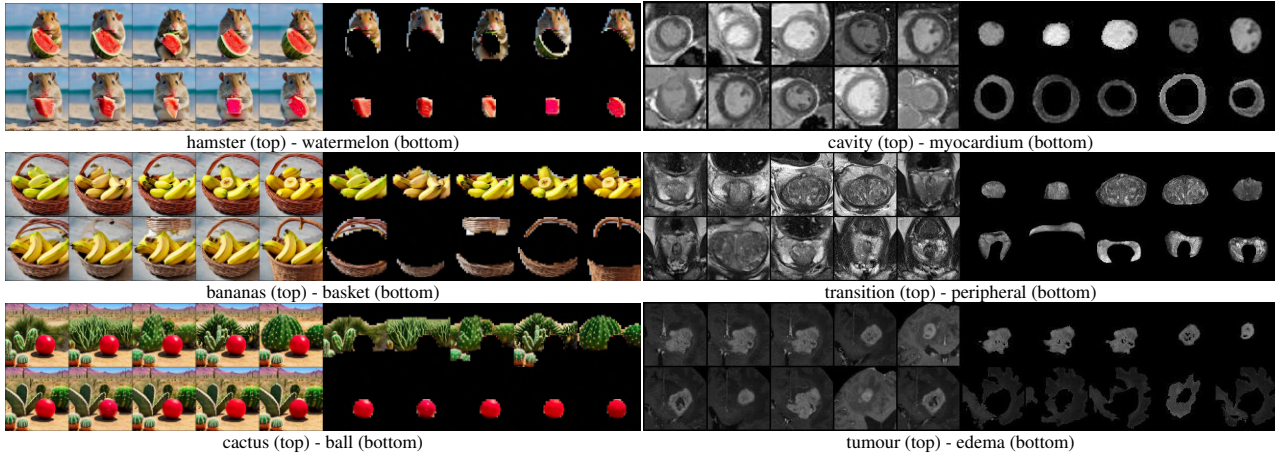 hamster (top) - watermelon (bottom)
cavity (top) - myocardium (bottom)
bananas (top) - basket (bottom)
transition (top) - peripheral (bottom)
cactus (top) - ball (bottom)
tumour (top) - edema (bottom)